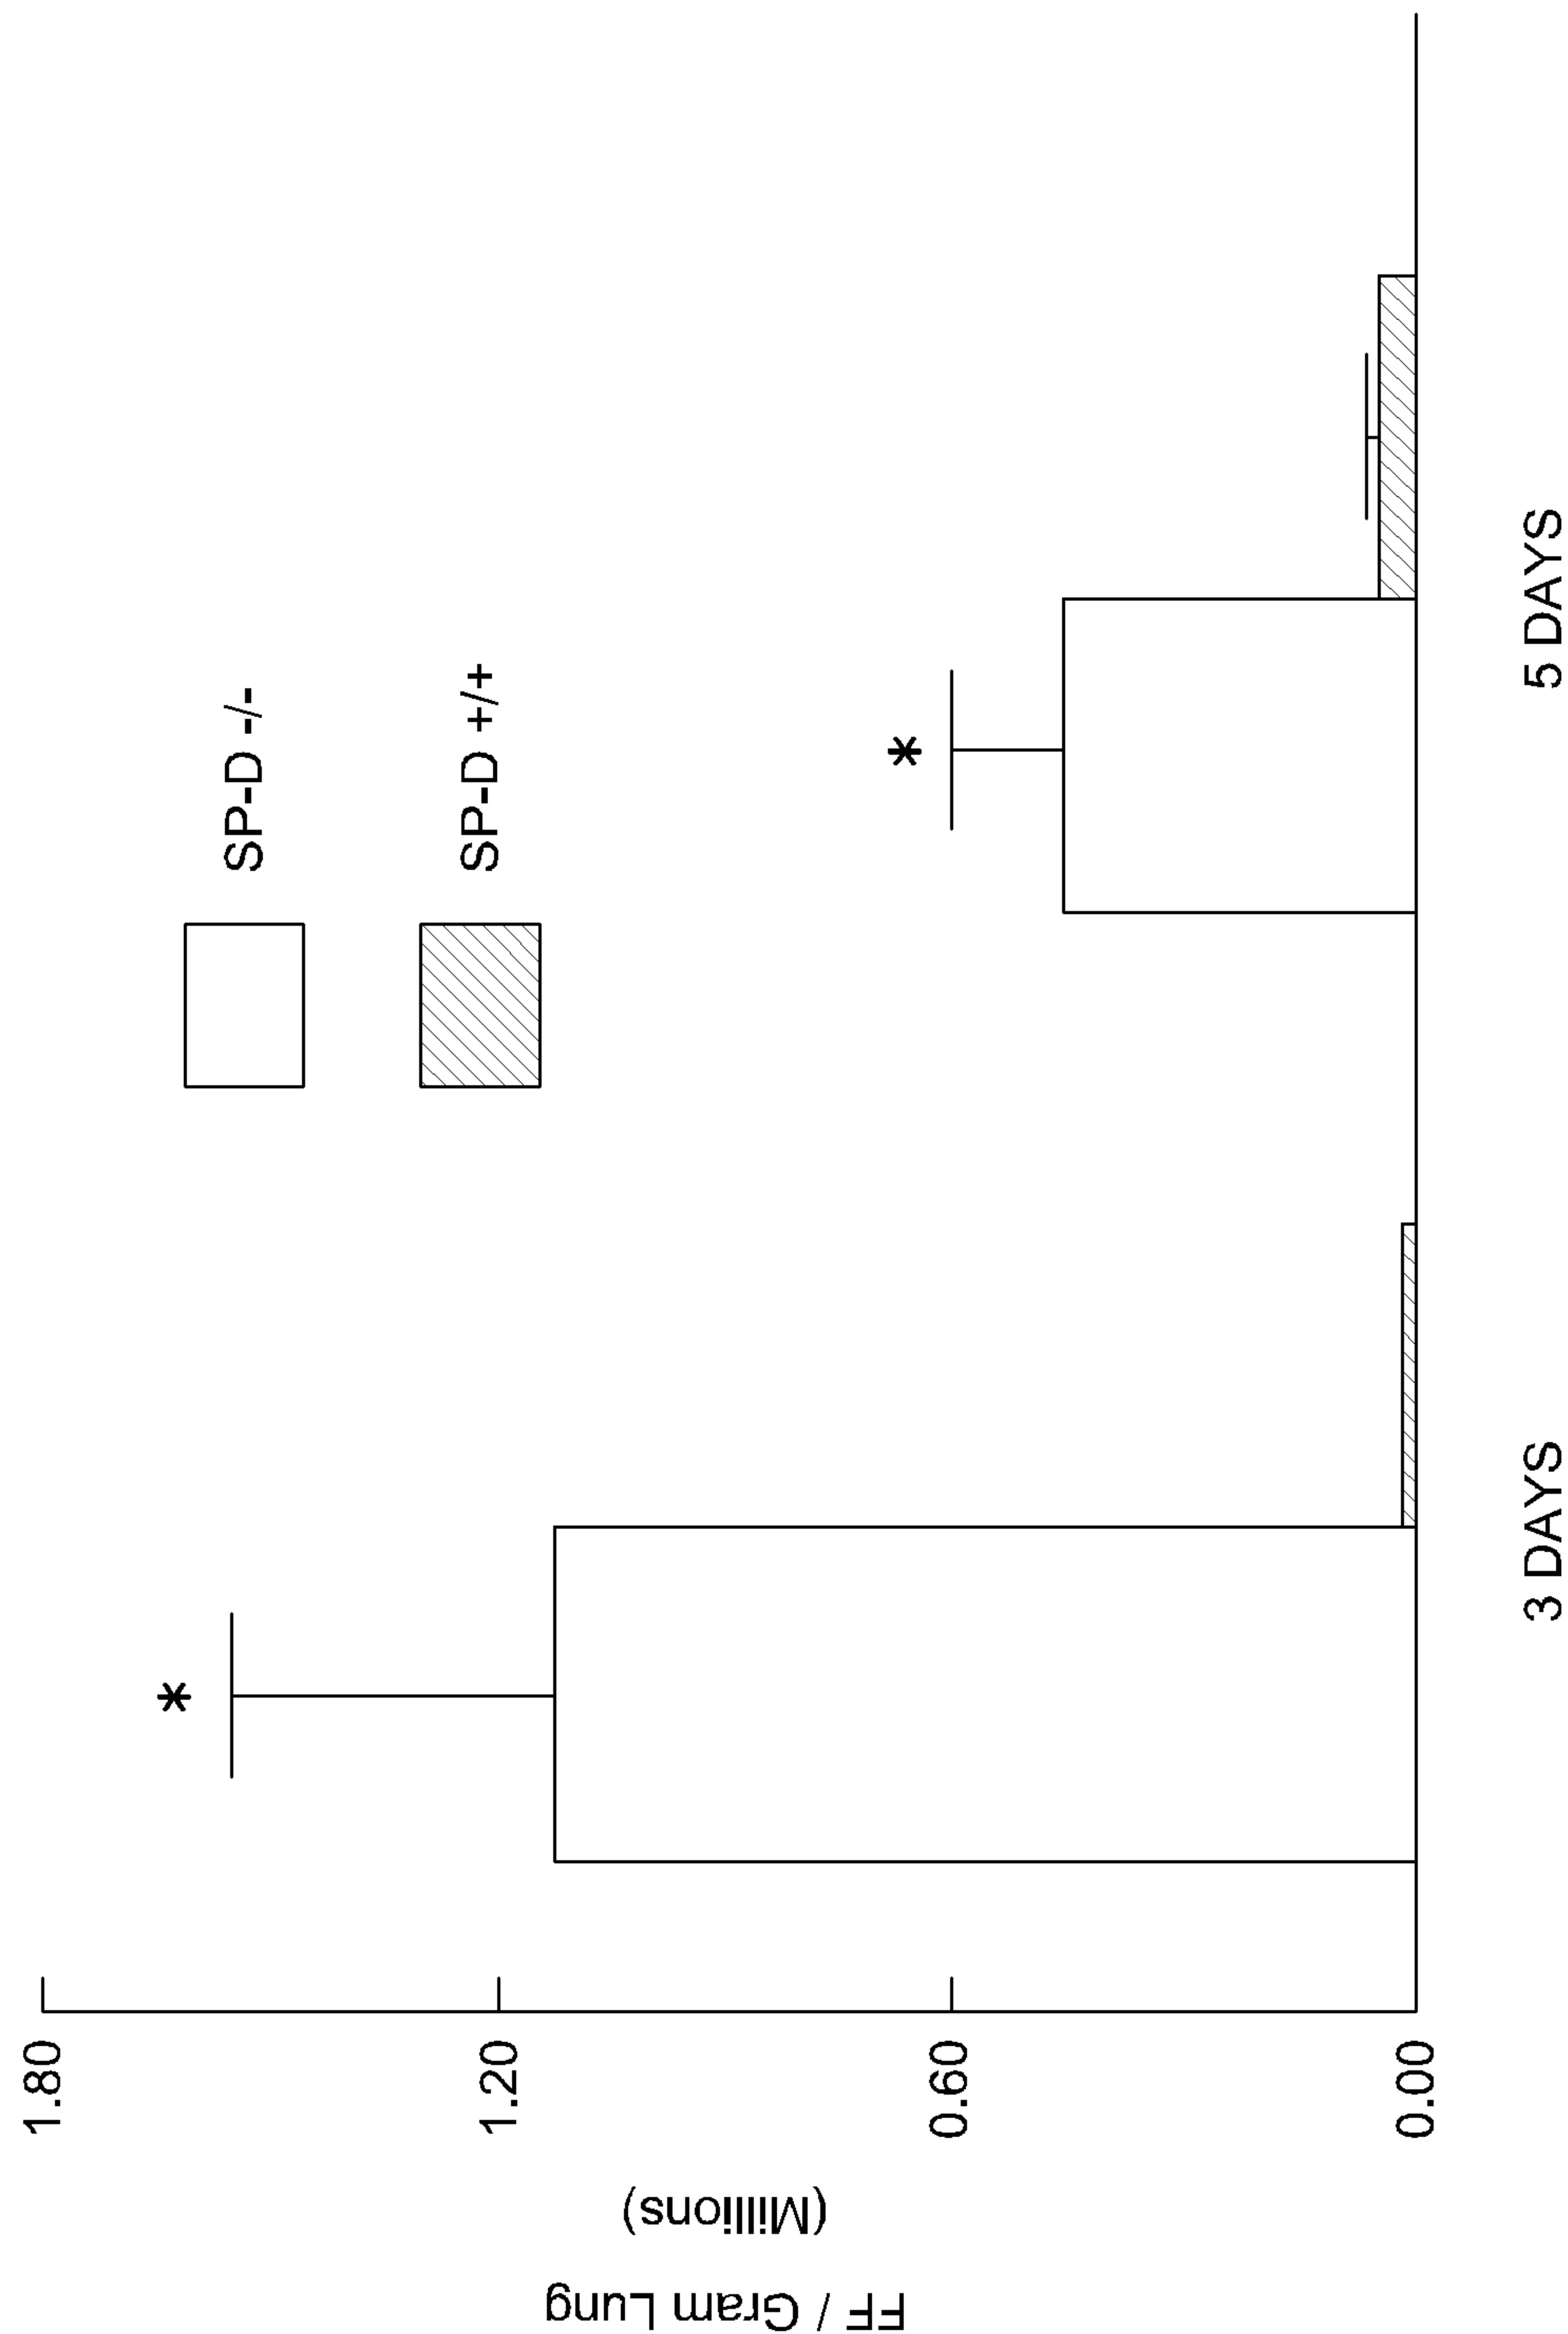 FF / Gram Lung
(Millions)
1.80
1.20
0.60
0.00
*
*
SP-D -/-
SP-D +/+
3 DAYS
5 DAYS